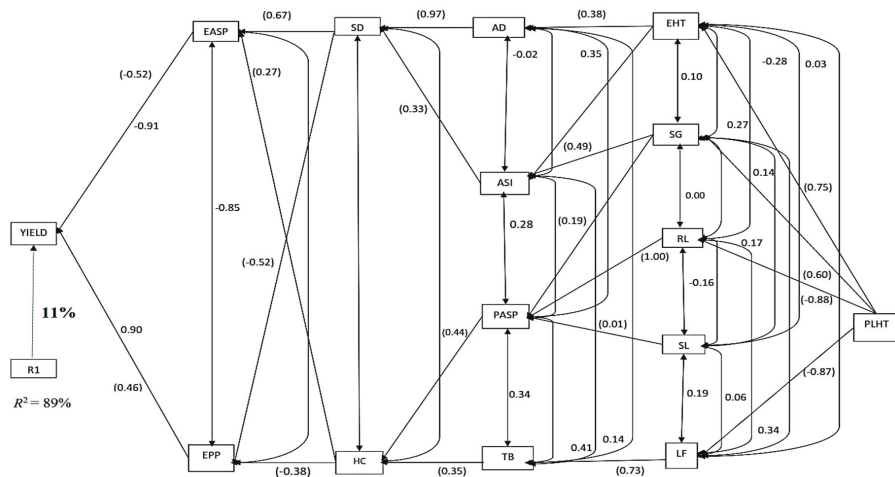 (0.67)
(0.97)
(0.38)
EASP
SD
AD
EHT
-0.02
0.35
-0.28
0.03
(-0.52)
(0.27)
0.10
(0.33)
0.27
-0.91
SG
(0.49)
0.14
ASI
(0.75)
-0.85
0.00
(0.19)
YIELD
0.28
RL
0.17
(-0.52)
(1.00)
(0.60)
-0.16
(-0.88)
11%
PASP
PLHT
0.90
(0.44)
(0.01)
SL
R1
(-0.87)
(0.46)
0.34
0.19
0.06
R² = 89%
0.41
0.14
0.34
EPP
HC
TB
LF
(-0.38)
(0.35)
(0.73)